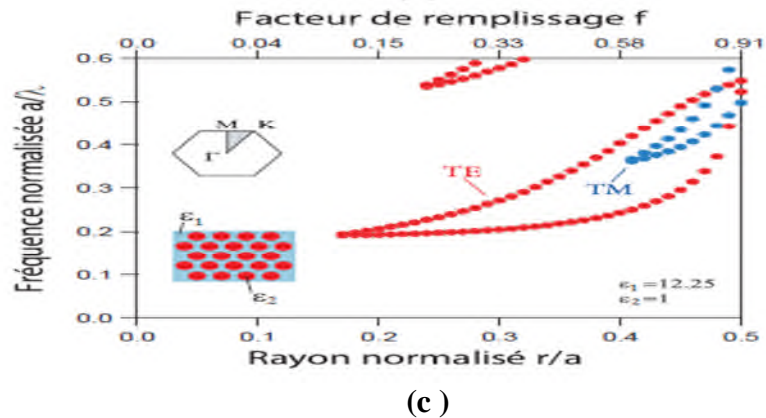 Facteur de remplissage f
0.0 0.04 0.15 0.33 0.58 0.91
Fréquence normalisée a/λ
0.6
0.5
0.4
0.3
0.2
0.1
0.0
M K
Γ
TE
TM
ε1
ε2
ε1=12.25
ε2=1
0.0 0.1 0.2 0.3 0.4 0.5
Rayon normalisé r/a
(c )